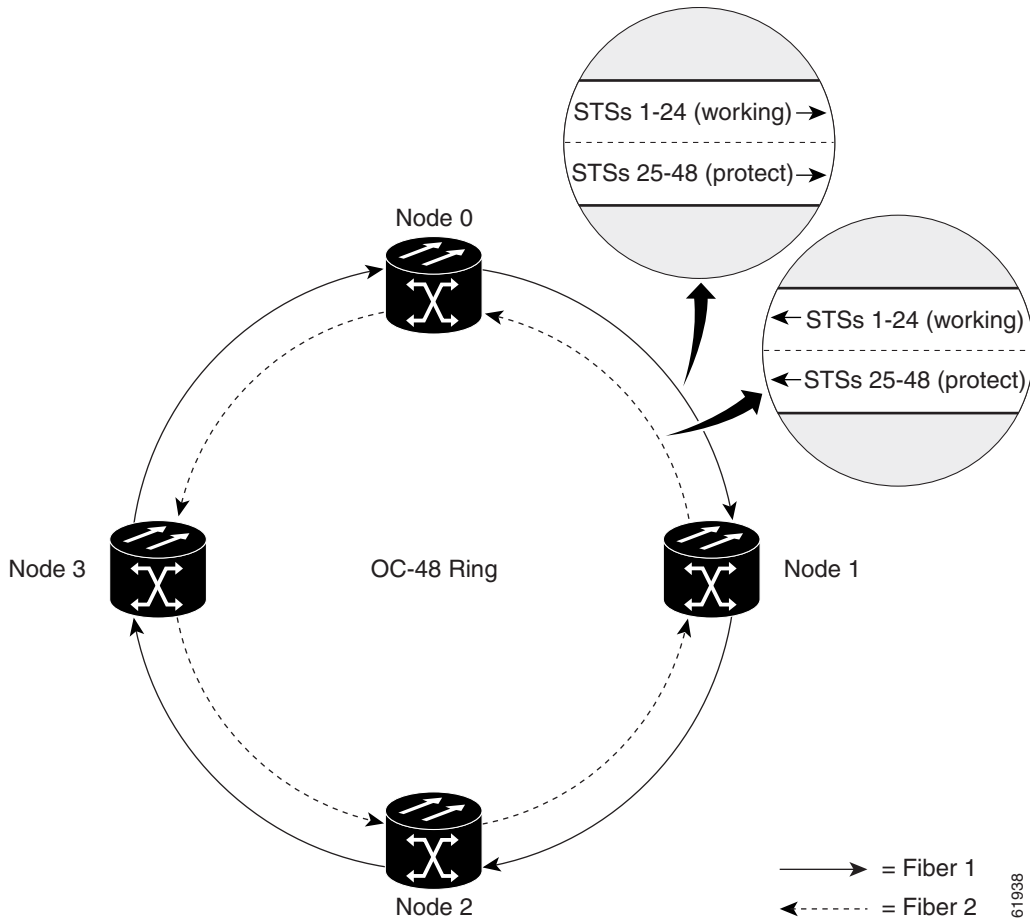 STSs 1-24 (working)
STSs 25-48 (protect)
Node 0
STSs 1-24 (working)
STSs 25-48 (protect)
Node 3
OC-48 Ring
Node 1
Node 2
= Fiber 1
= Fiber 2
61938